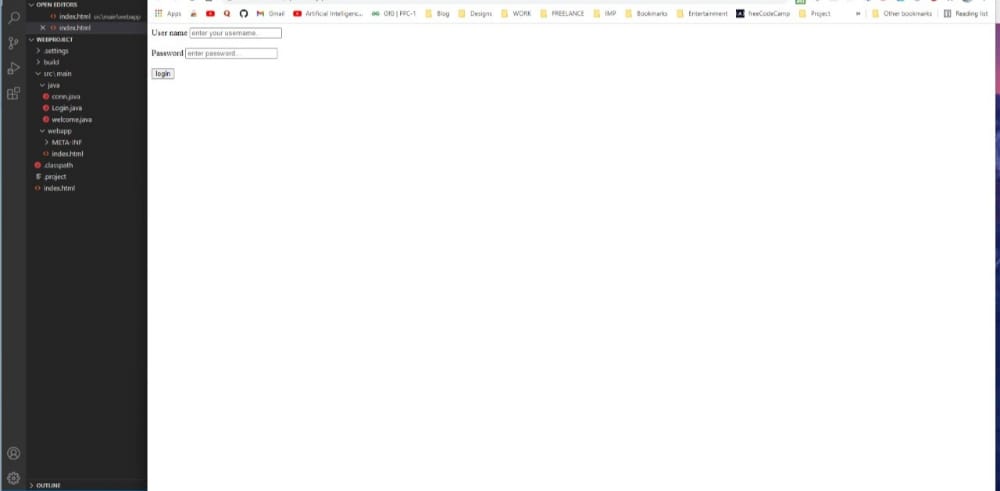 OPEN EDITORS
index.html src\main\webapp
index.html
WEBPROJECT
.settings
build
src\main
java
conn.java
Login.java
welcome.java
webapp
META-INF
index.html
.classpath
.project
index.html
OUTLINE
Apps Gmail Artificial Intelligenc... GfG | FFC-1 Blog Designs WORK FREELANCE IMP Bookmarks Entertainment freeCodeCamp Project » Other bookmarks Reading list
User name enter your username..
Password enter password...
login